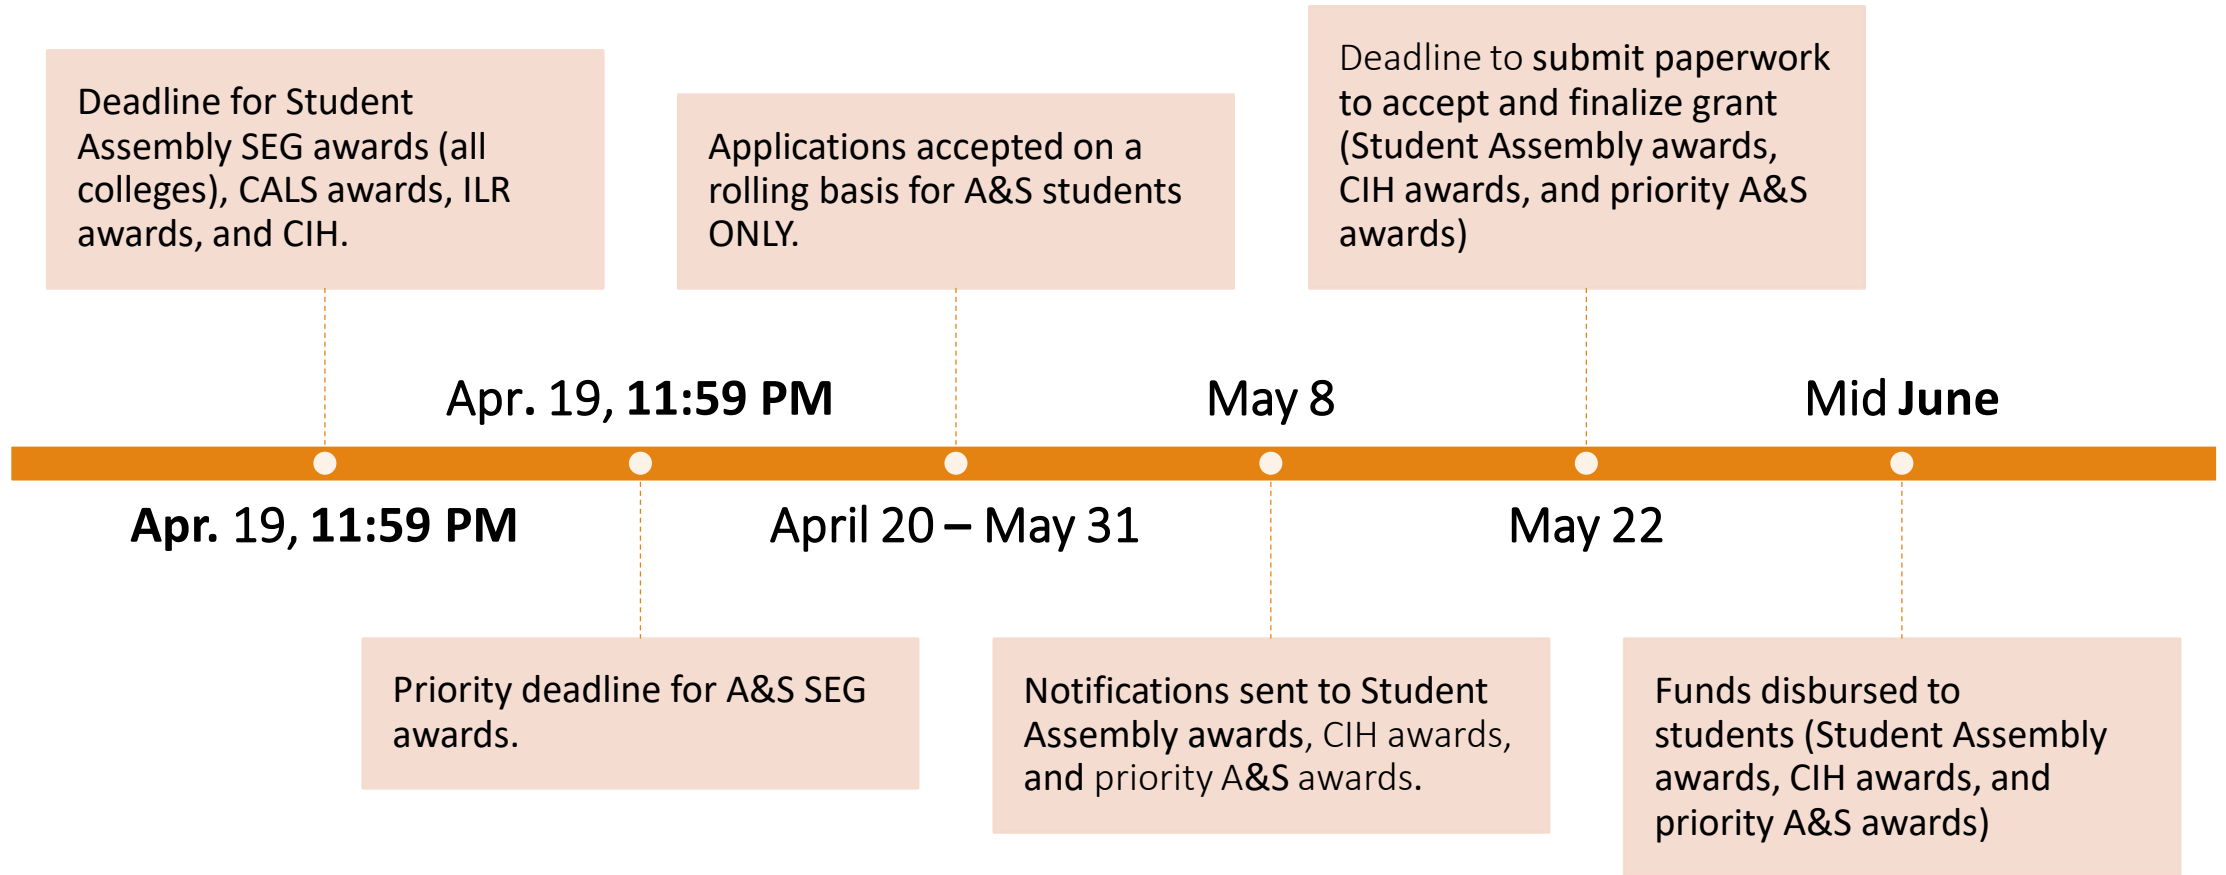 Deadline for Student
Assembly SEG awards (all
colleges), CALS awards, ILR
awards, and CIH.
Apr. 19, 11:59 PM
Apr. 19, 11:59 PM
Priority deadline for A&S SEG
awards.
Applications accepted on a
rolling basis for A&S students
ONLY.
April 20 – May 31
May 8
Notifications sent to Student
Assembly awards, CIH awards,
and priority A&S awards.
Deadline to submit paperwork
to accept and finalize grant
(Student Assembly awards,
CIH awards, and priority A&S
awards)
May 22
Mid June
Funds disbursed to
students (Student Assembly
awards, CIH awards, and
priority A&S awards)